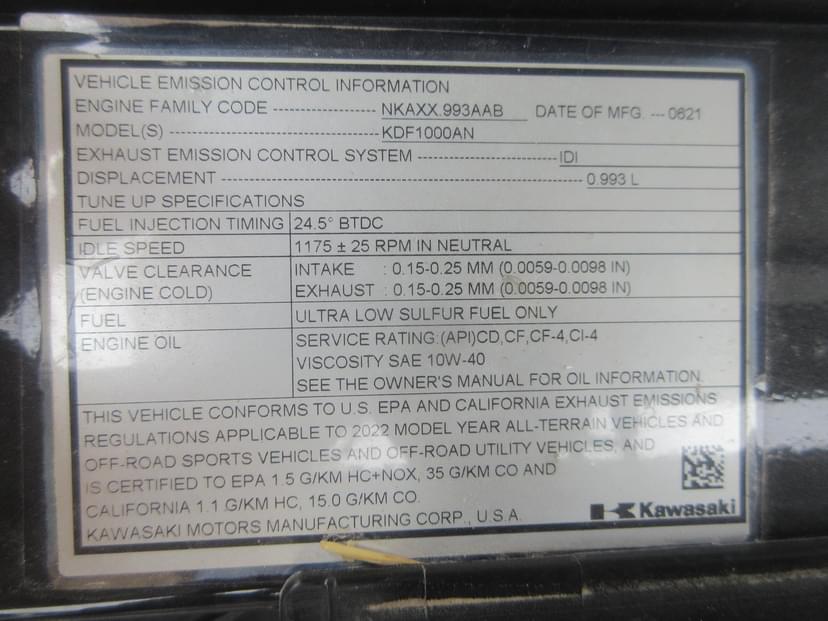 VEHICLE EMISSION CONTROL INFORMATION
ENGINE FAMILY CODE ---------------- NKAXX.993AAB DATE OF MFG. --- 0621
MODEL(S) -------------------------------- KDF1000AN
EXHAUST EMISSION CONTROL SYSTEM --------------------- IDI
DISPLACEMENT ------------------------------------------------------- 0.993 L
TUNE UP SPECIFICATIONS
FUEL INJECTION TIMING 24.5° BTDC
IDLE SPEED 1175 ± 25 RPM IN NEUTRAL
VALVE CLEARANCE INTAKE : 0.15-0.25 MM (0.0059-0.0098 IN)
(ENGINE COLD) EXHAUST : 0.15-0.25 MM (0.0059-0.0098 IN)
FUEL ULTRA LOW SULFUR FUEL ONLY
ENGINE OIL SERVICE RATING:(API)CD,CF,CF-4,CI-4
VISCOSITY SAE 10W-40
SEE THE OWNER'S MANUAL FOR OIL INFORMATION.
THIS VEHICLE CONFORMS TO U.S. EPA AND CALIFORNIA EXHAUST EMISSIONS
REGULATIONS APPLICABLE TO 2022 MODEL YEAR ALL-TERRAIN VEHICLES AND
OFF-ROAD SPORTS VEHICLES AND OFF-ROAD UTILITY VEHICLES, AND
IS CERTIFIED TO EPA 1.5 G/KM HC+NOX, 35 G/KM CO AND
CALIFORNIA 1.1 G/KM HC, 15.0 G/KM CO.
KAWASAKI MOTORS MANUFACTURING CORP., U.S.A.
Kawasaki